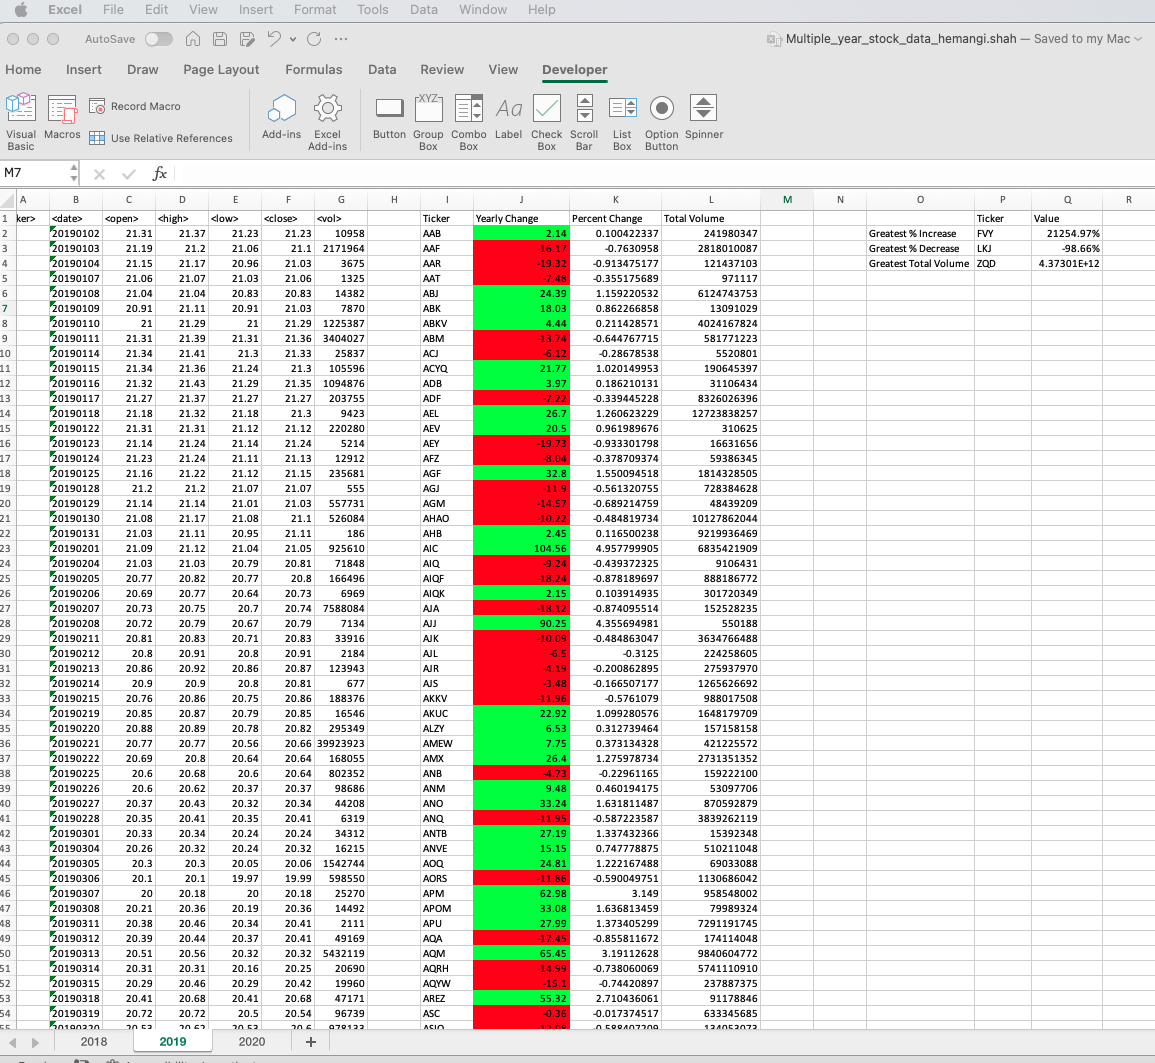 Excel File Edit View Insert Format Tools Data Window Help
AutoSave Multiple_year_stock_data_hemangi.shah — Saved to my Mac
Home Insert Draw Page Layout Formulas Data Review View Developer
Visual Basic Macros Record Macro Use Relative References Add-ins Excel Add-ins Button XYZ Group Box Combo Box Aa Label Check Box Scroll Bar List Box Option Button Spinner
M7 fx
A B C D E F G H I J K L M N O P Q R
1 ker> <date> <open> <high> <low> <close> <vol> Ticker Yearly Change Percent Change Total Volume Ticker Value
2 20190102 21.31 21.37 21.23 21.23 10958 AAB 2.14 0.100422337 241980347 Greatest % Increase FVY 21254.97%
3 20190103 21.19 21.2 21.06 21.1 2171964 AAF -16.17 -0.7630958 2818010087 Greatest % Decrease LKJ -98.66%
4 20190104 21.15 21.17 20.96 21.03 3675 AAR -19.32 -0.913475177 121437103 Greatest Total Volume ZQD 4.37301E+12
5 20190107 21.06 21.07 21.03 21.06 1325 AAT -7.48 -0.355175689 971117
6 20190108 21.04 21.04 20.83 20.83 14382 ABJ 24.39 1.159220532 6124743753
7 20190109 20.91 21.11 20.91 21.03 7870 ABK 18.03 0.862266858 13091029
8 20190110 21 21.29 21 21.29 1225387 ABKV 4.44 0.211428571 4024167824
9 20190111 21.31 21.39 21.31 21.36 3404027 ABM -13.74 -0.644767715 581771223
10 20190114 21.34 21.41 21.3 21.33 25837 ACJ -6.12 -0.28678538 5520801
11 20190115 21.34 21.36 21.24 21.3 105596 ACYQ 21.77 1.020149953 190645397
12 20190116 21.32 21.43 21.29 21.35 1094876 ADB 3.97 0.186210131 31106434
13 20190117 21.27 21.37 21.27 21.27 203755 ADF -7.22 -0.339445228 8326026396
14 20190118 21.18 21.32 21.18 21.3 9423 AEL 26.7 1.260623229 12723838257
15 20190122 21.31 21.31 21.12 21.12 220280 AEV 20.5 0.961989676 310625
16 20190123 21.14 21.24 21.14 21.24 5214 AEY -19.73 -0.933301798 16631656
17 20190124 21.23 21.24 21.11 21.13 12912 AFZ -8.04 -0.378709374 59386345
18 20190125 21.16 21.22 21.12 21.15 235681 AGF 32.8 1.550094518 1814328505
19 20190128 21.2 21.2 21.07 21.07 555 AGJ -11.9 -0.561320755 728384628
20 20190129 21.14 21.14 21.01 21.03 557731 AGM -14.57 -0.689214759 48439209
21 20190130 21.08 21.17 21.08 21.1 526084 AHAO -10.22 -0.484819734 10127862044
22 20190131 21.03 21.11 20.95 21.11 186 AHB 2.45 0.116500238 9219936469
23 20190201 21.09 21.12 21.04 21.05 925610 AIC 104.56 4.957799905 6835421909
24 20190204 21.03 21.03 20.79 20.81 71848 AIQ -9.24 -0.439372325 9106431
25 20190205 20.77 20.82 20.77 20.8 166496 AIQF -18.24 -0.878189697 888186772
26 20190206 20.69 20.77 20.64 20.73 6969 AIQK 2.15 0.103914935 301720349
27 20190207 20.73 20.75 20.7 20.74 7588084 AJA -18.12 -0.874095514 152528235
28 20190208 20.72 20.79 20.67 20.79 7134 AJJ 90.25 4.355694981 550188
29 20190211 20.81 20.83 20.71 20.83 33916 AJK -10.09 -0.484863047 3634766488
30 20190212 20.8 20.91 20.8 20.91 2184 AJL -6.5 -0.3125 224258605
31 20190213 20.86 20.92 20.86 20.87 123943 AJR -4.19 -0.200862895 275937970
32 20190214 20.9 20.9 20.8 20.81 677 AJS -3.48 -0.166507177 1265626692
33 20190215 20.76 20.86 20.75 20.86 188376 AKKV -11.96 -0.5761079 988017508
34 20190219 20.85 20.87 20.79 20.85 16546 AKUC 22.92 1.099280576 1648179709
35 20190220 20.88 20.89 20.78 20.82 295349 ALZY 6.53 0.312739464 157158158
36 20190221 20.77 20.77 20.56 20.66 39923923 AMEW 7.75 0.373134328 421225572
37 20190222 20.69 20.8 20.64 20.64 168055 AMX 26.4 1.275978734 2731351352
38 20190225 20.6 20.68 20.6 20.64 802352 ANB -4.73 -0.22961165 159222100
39 20190226 20.6 20.62 20.37 20.37 98686 ANM 9.48 0.460194175 53097706
40 20190227 20.37 20.43 20.32 20.34 44208 ANO 33.24 1.631811487 870592879
41 20190228 20.35 20.41 20.35 20.41 6319 ANQ -11.95 -0.587223587 3839262119
42 20190301 20.33 20.34 20.24 20.24 34312 ANTB 27.19 1.337432366 15392348
43 20190304 20.26 20.32 20.24 20.32 16215 ANVE 15.15 0.747778875 510211048
44 20190305 20.3 20.3 20.05 20.06 1542744 AOQ 24.81 1.222167488 69033088
45 20190306 20.1 20.1 19.97 19.99 598550 AORS -11.86 -0.590049751 1130686042
46 20190307 20 20.18 20 20.18 25270 APM 62.98 3.149 958548002
47 20190308 20.21 20.36 20.19 20.36 14492 APOM 33.08 1.636813459 79989324
48 20190311 20.38 20.46 20.34 20.41 2111 APU 27.99 1.373405299 7291191745
49 20190312 20.39 20.44 20.37 20.41 49169 AQA -17.45 -0.855811672 174114048
50 20190313 20.51 20.56 20.32 20.32 5432119 AQM 65.45 3.19112628 9840604772
51 20190314 20.31 20.31 20.16 20.25 20690 AQRH -14.99 -0.738060069 5741110910
52 20190315 20.29 20.46 20.29 20.42 19960 AQYW -15.1 -0.74420897 237887375
53 20190318 20.41 20.68 20.41 20.68 47171 AREZ 55.32 2.710436061 91178846
54 20190319 20.72 20.72 20.5 20.54 96739 ASC -0.36 -0.017374517 633345685
55 20190320 20.53 20.62 20.53 20.6 978133 ASIO -12.08 -0.588407209 134053073
2018 2019 2020 +